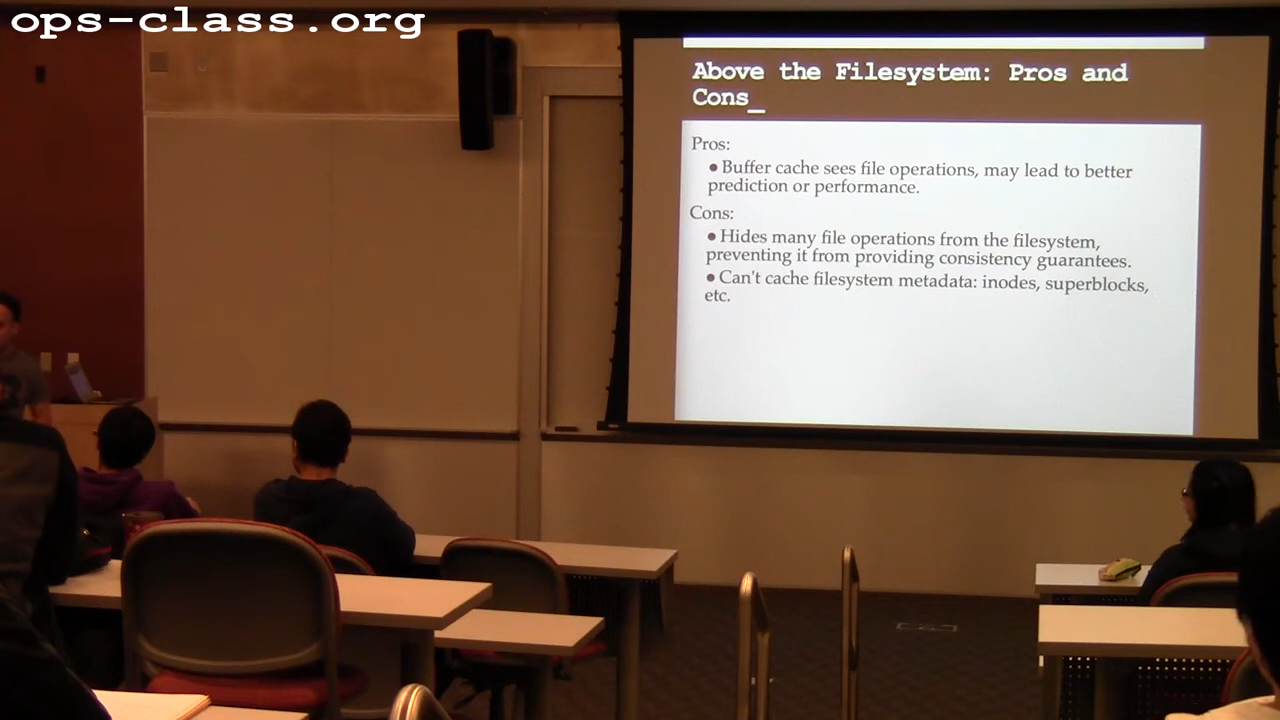 ops-class.org
Above the Filesystem: Pros and
Cons_
Pros:
● Buffer cache sees file operations, may lead to better
prediction or performance.
Cons:
● Hides many file operations from the filesystem,
preventing it from providing consistency guarantees.
● Can't cache filesystem metadata: inodes, superblocks,
etc.